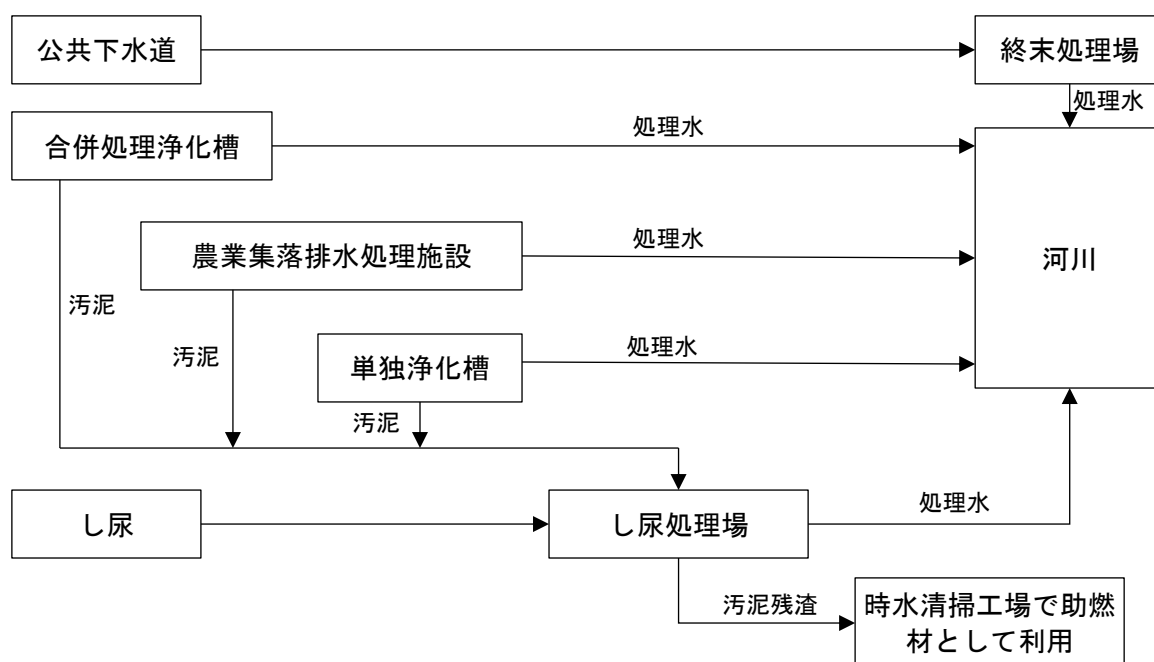 公共下水道
終末処理場
処理水
合併処理浄化槽
処理水
農業集落排水処理施設
処理水
河川
汚泥
汚泥
単独浄化槽
処理水
汚泥
し尿
し尿処理場
処理水
汚泥残渣
時水清掃工場で助燃
材として利用